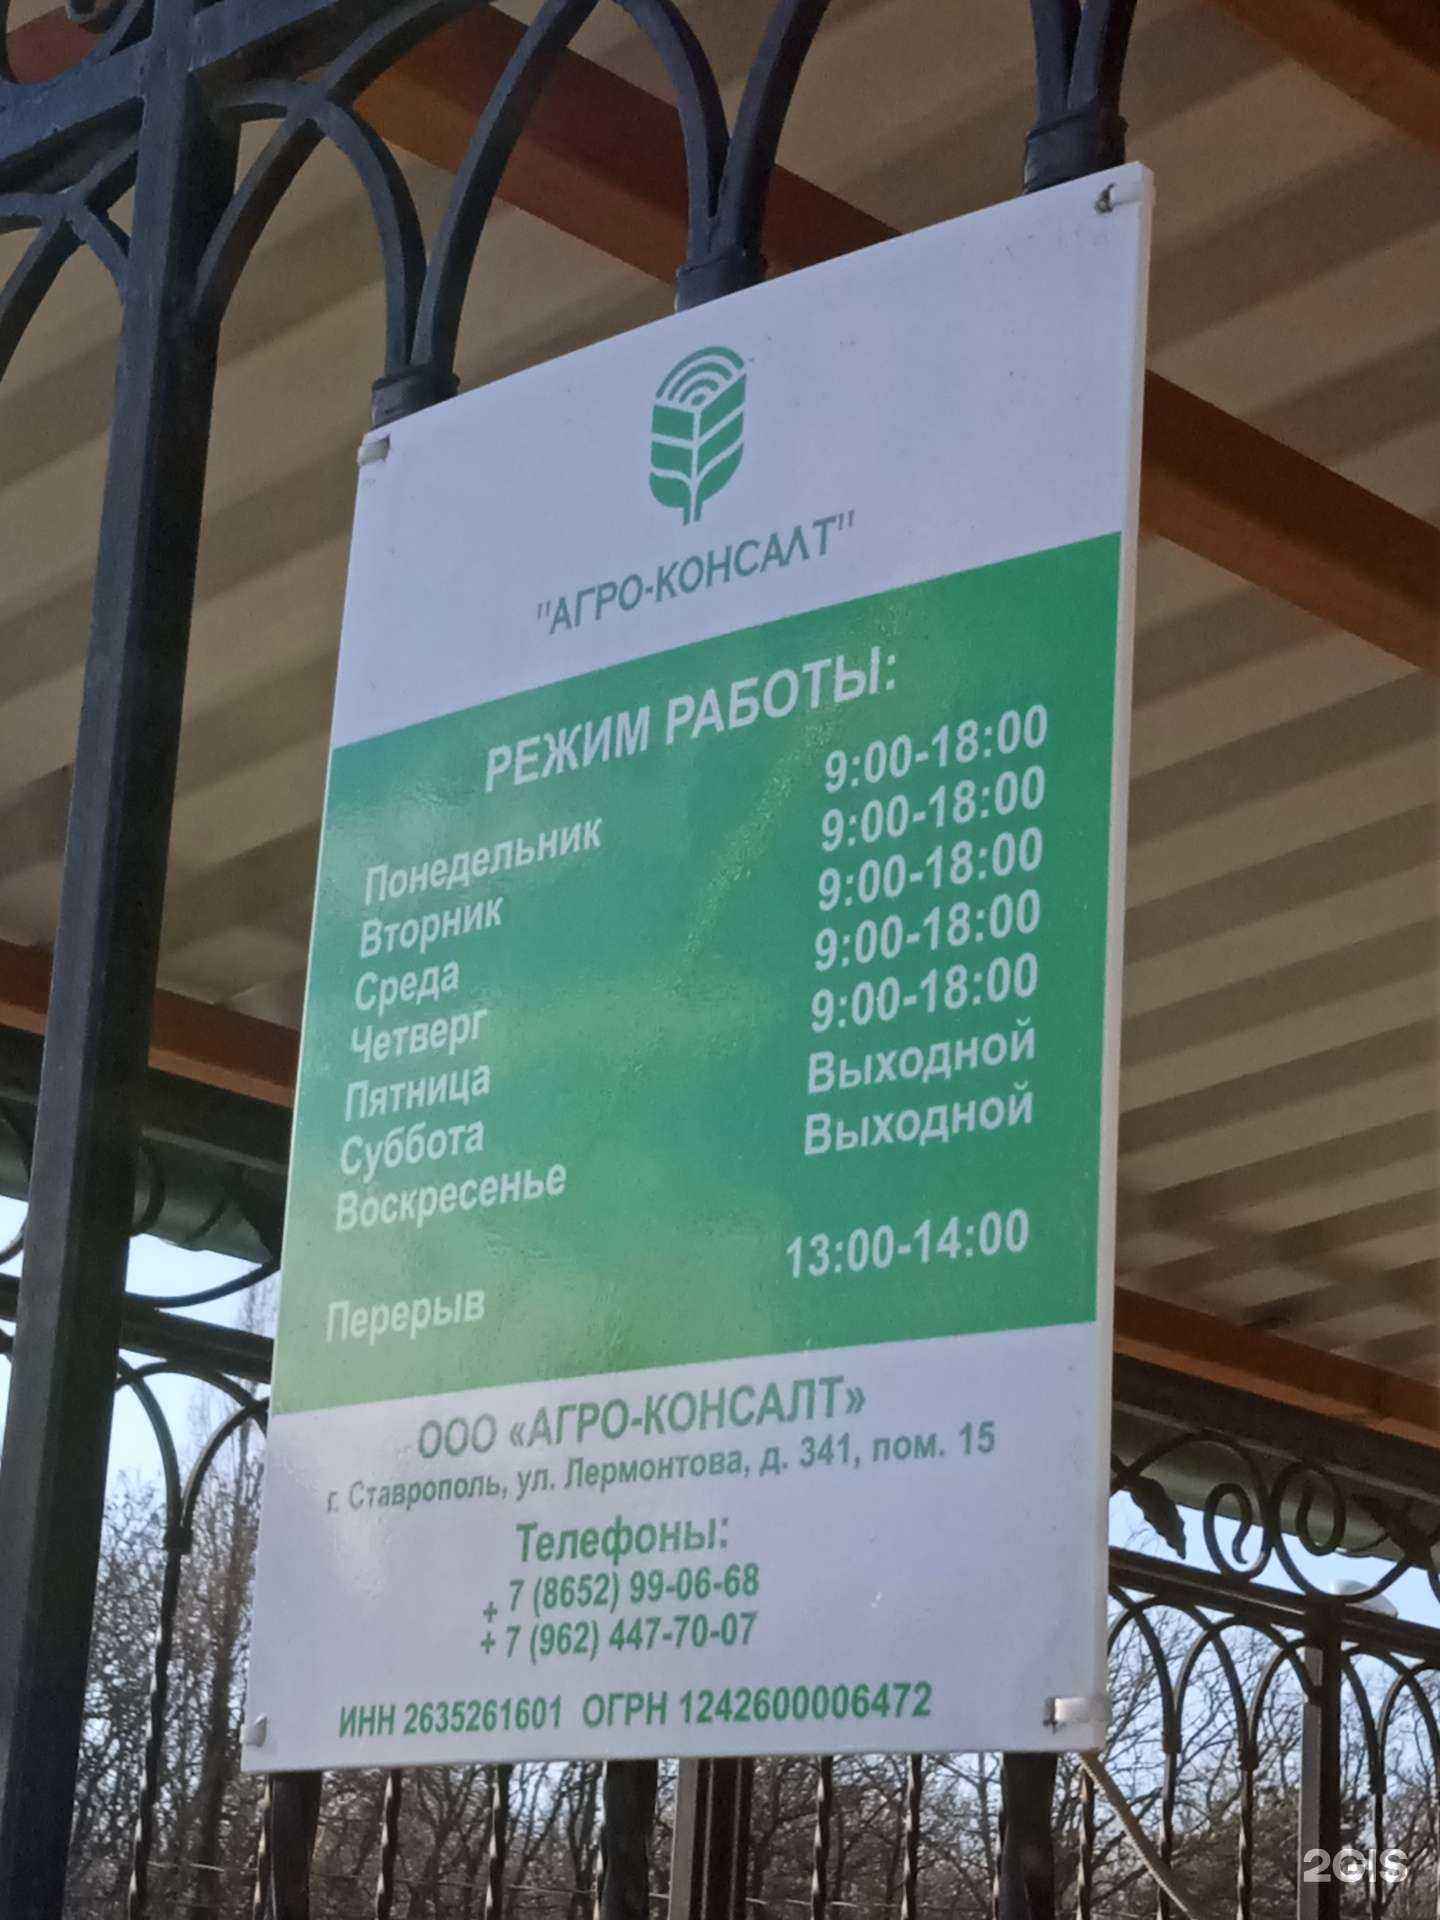 "АГРО-КОНСАЛТ"
РЕЖИМ РАБОТЫ:
Понедельник 9:00-18:00
Вторник 9:00-18:00
Среда 9:00-18:00
Четверг 9:00-18:00
Пятница 9:00-18:00
Суббота Выходной
Воскресенье Выходной
Перерыв 13:00-14:00
ООО «АГРО-КОНСАЛТ»
г. Ставрополь, ул. Лермонтова, д. 341, пом. 15
Телефоны:
+ 7 (8652) 99-06-68
+ 7 (962) 447-70-07
ИНН 2635261601 ОГРН 1242600006472
2GIS